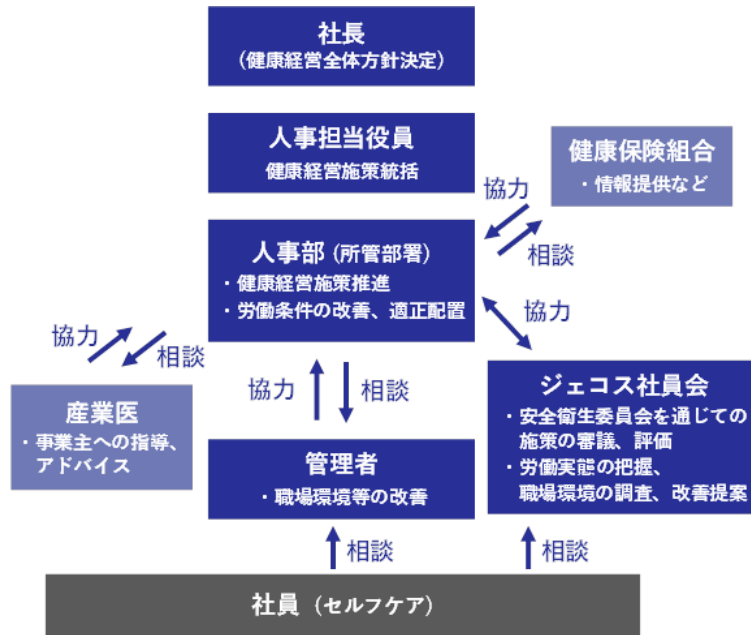 社長
(健康経営全体方針決定)
人事担当役員
健康経営施策統括
健康保険組合
・情報提供など
協力
相談
人事部 (所管部署)
・健康経営施策推進
・労働条件の改善、適正配置
協力
協力
相談
産業医
・事業主への指導、
アドバイス
協力
相談
ジェコス社員会
・安全衛生委員会を通じての
施策の審議、評価
・労働実態の把握、
職場環境の調査、改善提案
管理者
・職場環境等の改善
相談
相談
社員 (セルフケア)